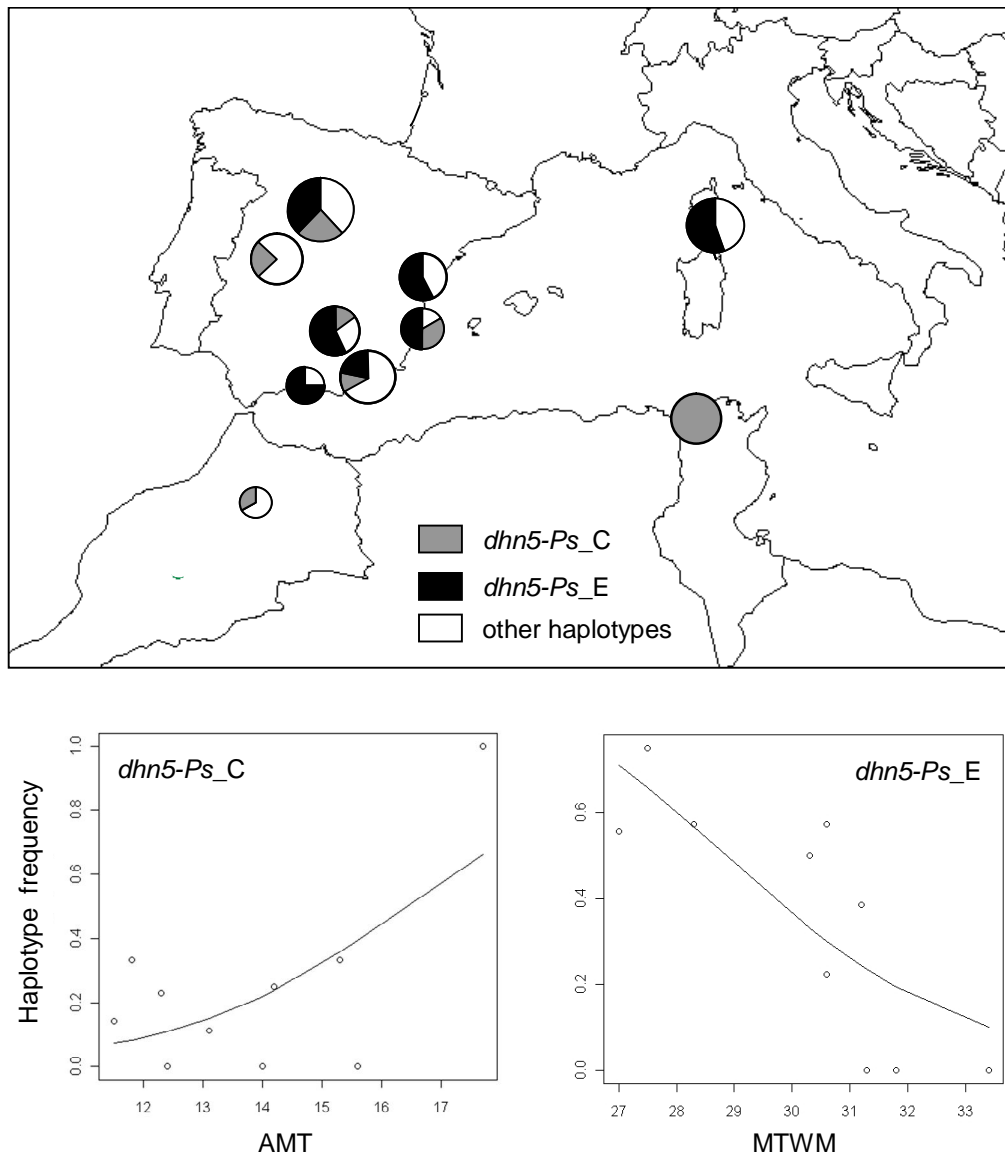 dhn5-Ps_C
dhn5-Ps_E
other haplotypes
dhn5-Ps_C
Haplotype frequency
1.0
0.8
0.6
0.4
0.2
0.0
12 13 14 15 16 17
AMT
dhn5-Ps_E
0.6
0.4
0.2
0.0
27 28 29 30 31 32 33
MTWM